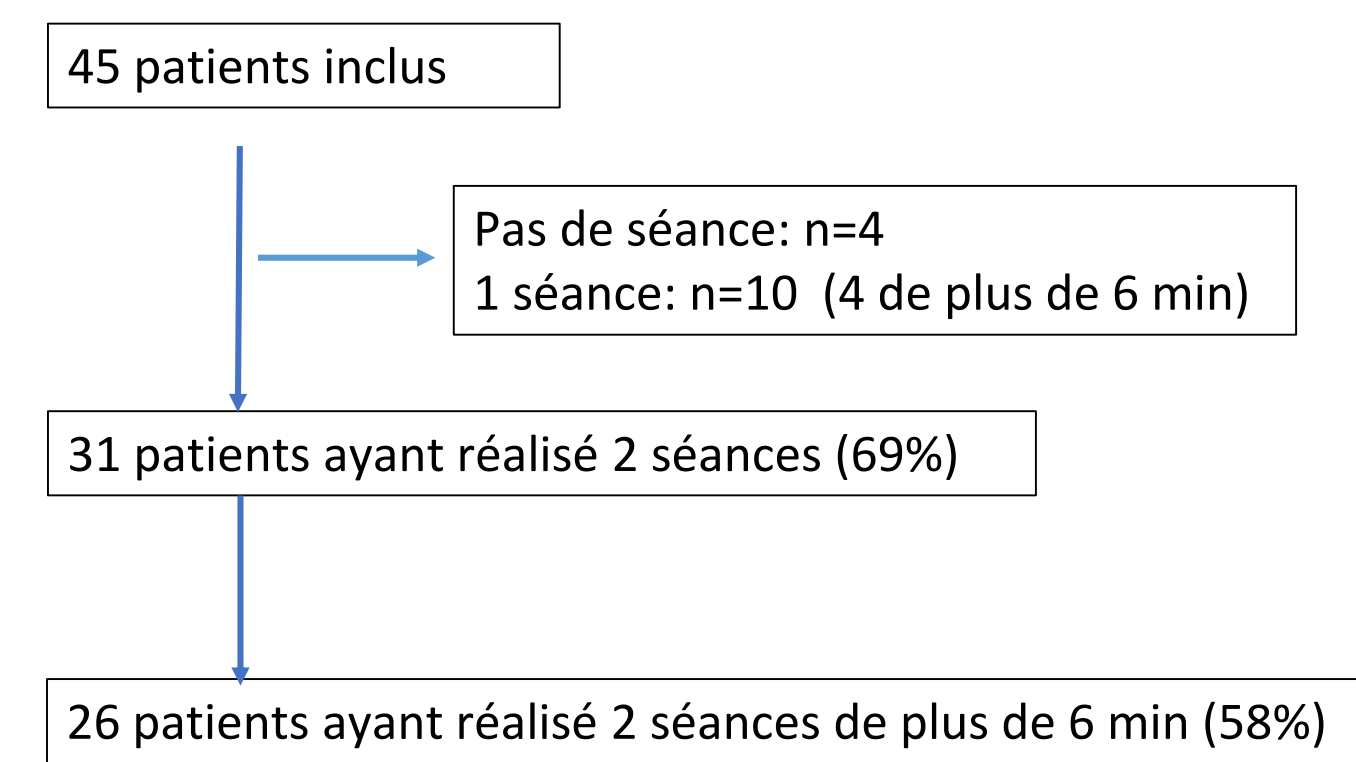 45 patients inclus
Pas de séance: n=4
1 séance: n=10 (4 de plus de 6 min)
31 patients ayant réalisé 2 séances (69%)
26 patients ayant réalisé 2 séances de plus de 6 min (58%)